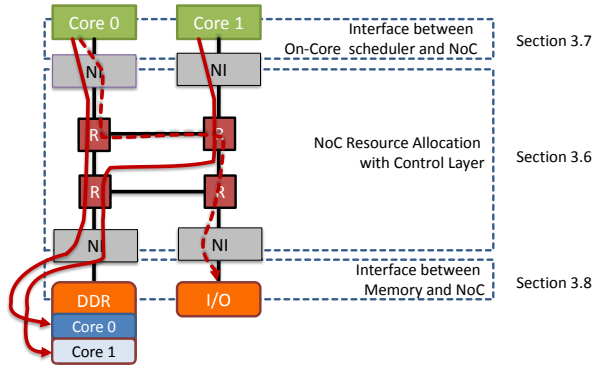 Core 0
Core 1
Interface between
On-Core scheduler and NoC
Section 3.7
NI
NI
R
R
NoC Resource Allocation
with Control Layer
Section 3.6
R
R
NI
NI
Interface between
Memory and NoC
Section 3.8
DDR
I/O
Core 0
Core 1